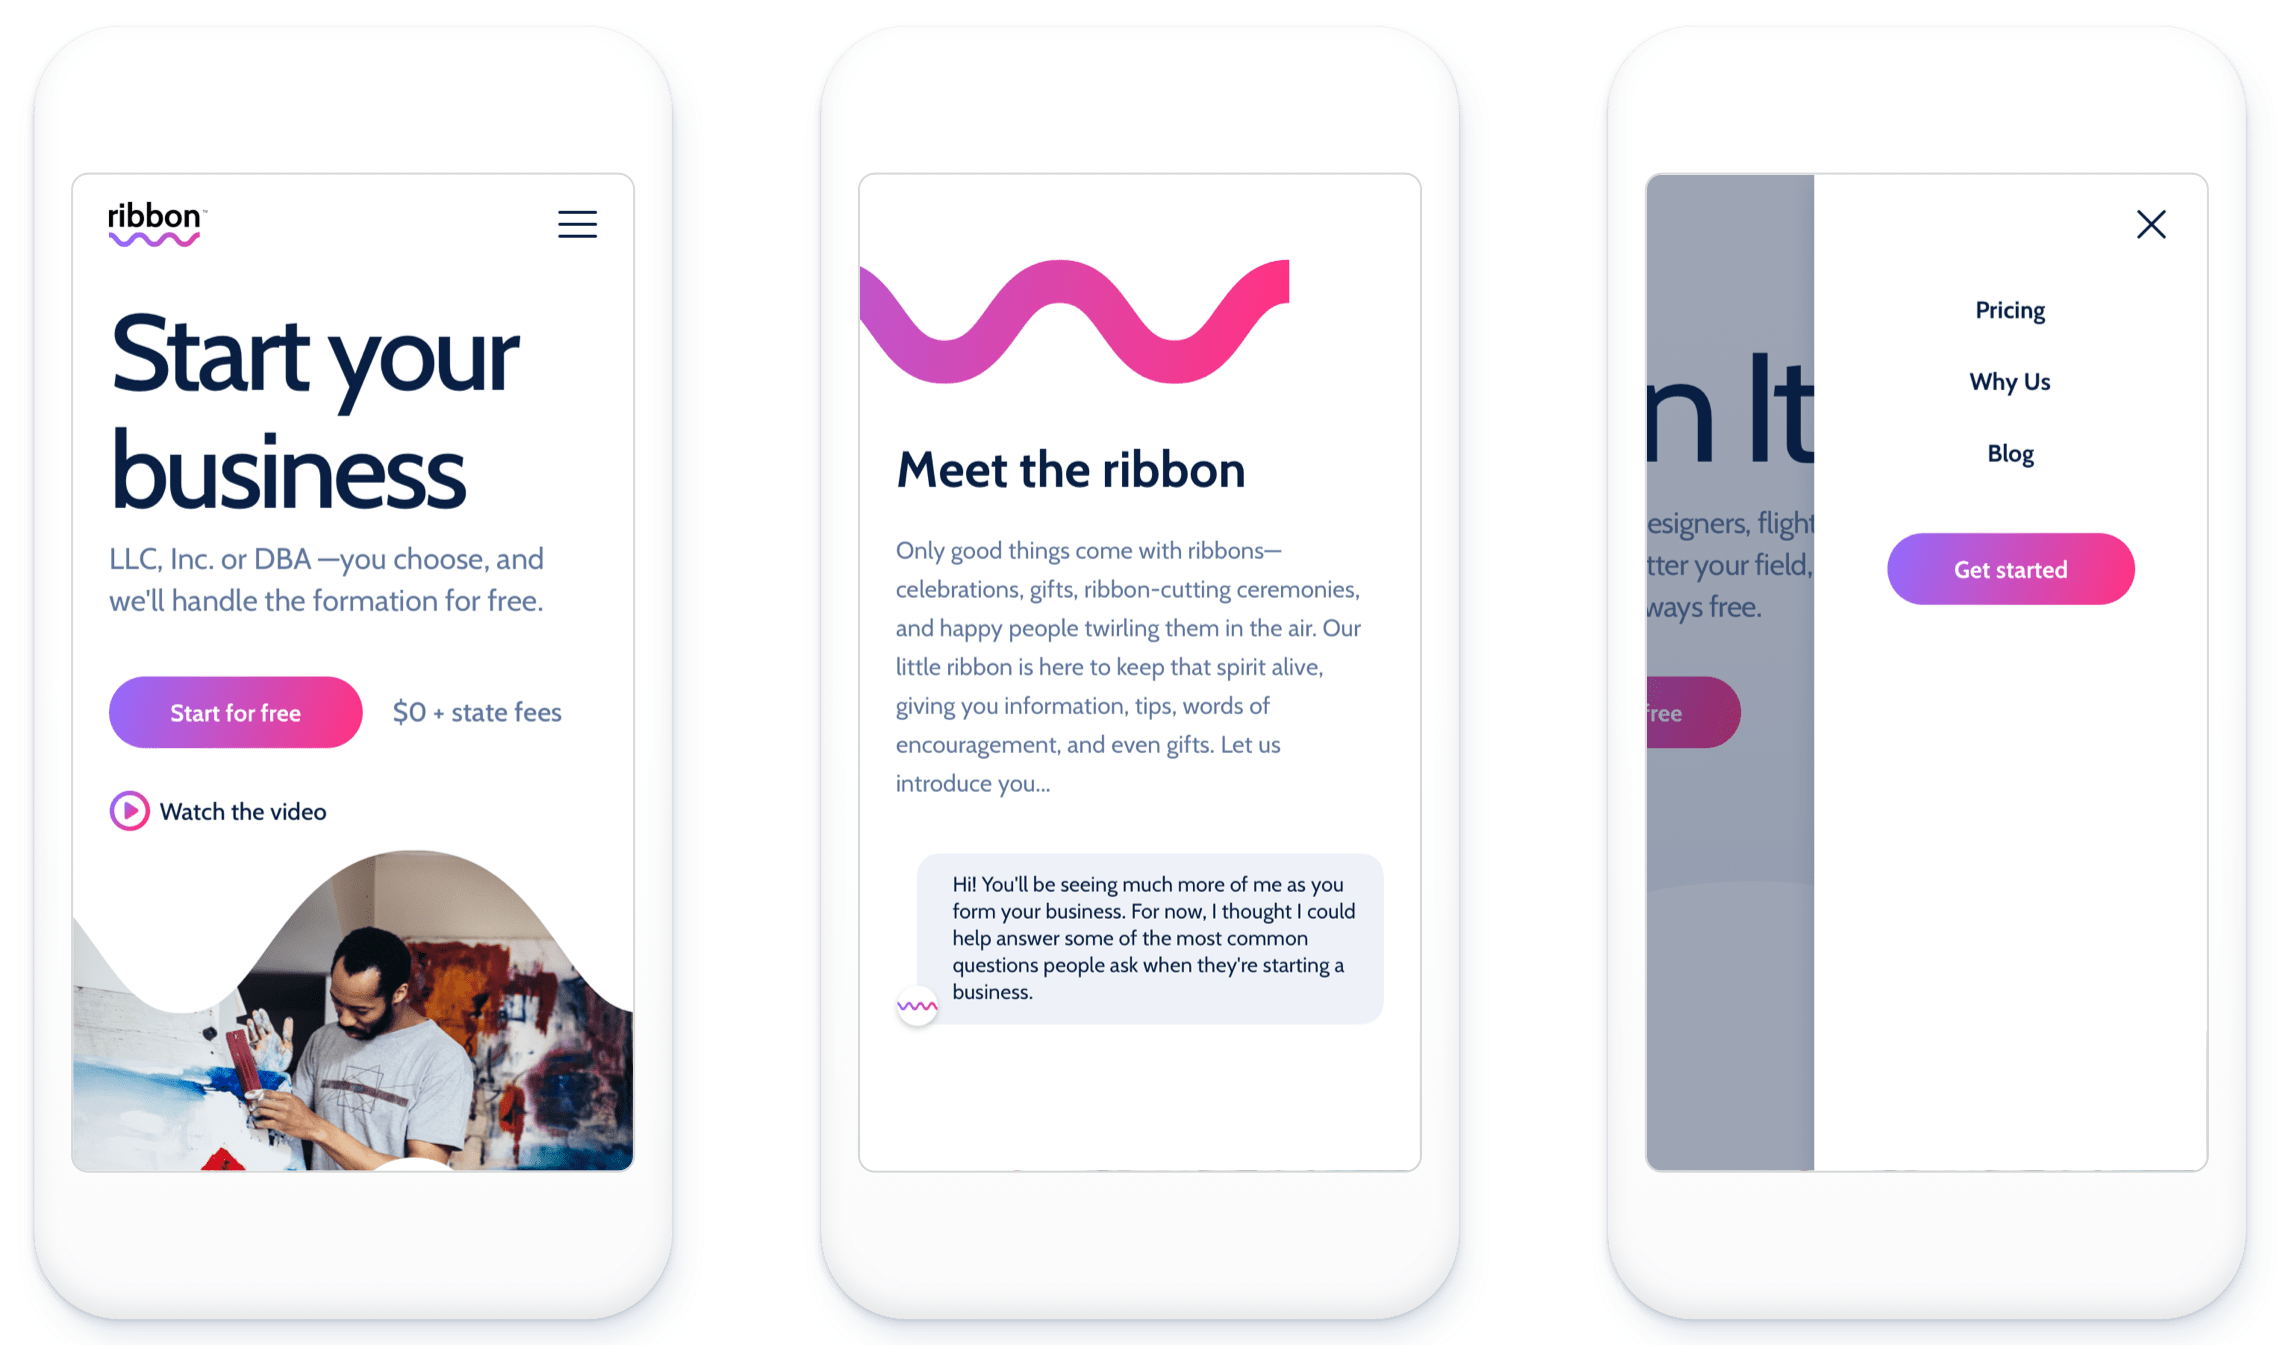 ribbon™
Start your
business
LLC, Inc. or DBA —you choose, and
we'll handle the formation for free.
Start for free
$0 + state fees
Watch the video
Meet the ribbon
Only good things come with ribbons—
celebrations, gifts, ribbon-cutting ceremonies,
and happy people twirling them in the air. Our
little ribbon is here to keep that spirit alive,
giving you information, tips, words of
encouragement, and even gifts. Let us
introduce you...
Hi! You'll be seeing much more of me as you
form your business. For now, I thought I could
help answer some of the most common
questions people ask when they're starting a
business.
n It
esigners, flight
tter your field,
ways free.
free
Pricing
Why Us
Blog
Get started